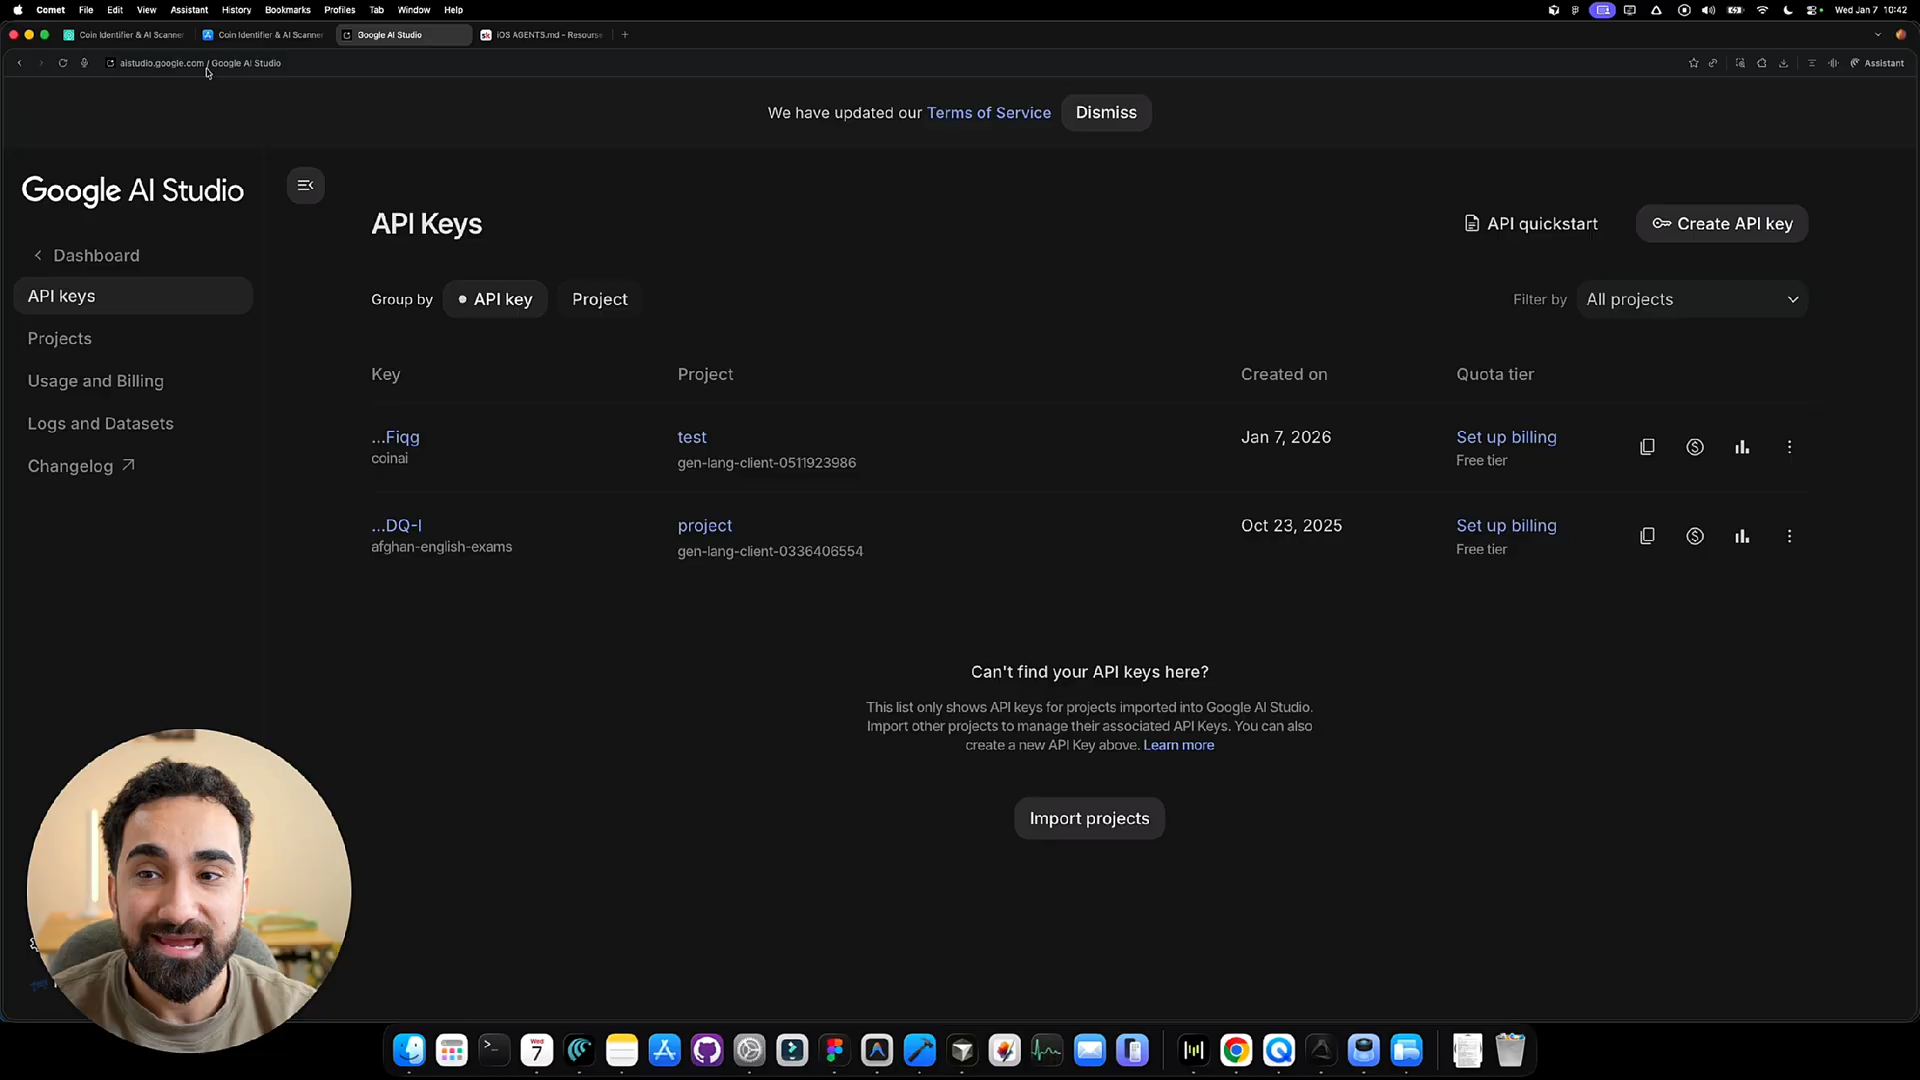 Comet File Edit View Assistant History Bookmarks Profiles Tab Window Help
Wed Jan 7 10:42
Coin Identifier & AI Scanner
Coin Identifier & AI Scanner
Google AI Studio
iOS AGENTS.md - Resourse
aistudio.google.com / Google AI Studio
Assistant
We have updated our Terms of Service
Dismiss
Google AI Studio
Dashboard
API keys
Projects
Usage and Billing
Logs and Datasets
Changelog
API Keys
API quickstart
Create API key
Group by
API key
Project
Filter by
All projects
Key Project Created on Quota tier
...Fiqg test Jan 7, 2026 Set up billing
coinai gen-lang-client-0511923986 Free tier
...DQ-I project Oct 23, 2025 Set up billing
afghan-english-exams gen-lang-client-0336406554 Free tier
Can't find your API keys here?
This list only shows API keys for projects imported into Google AI Studio.
Import other projects to manage their associated API Keys. You can also
create a new API Key above. Learn more
Import projects
Wed
7